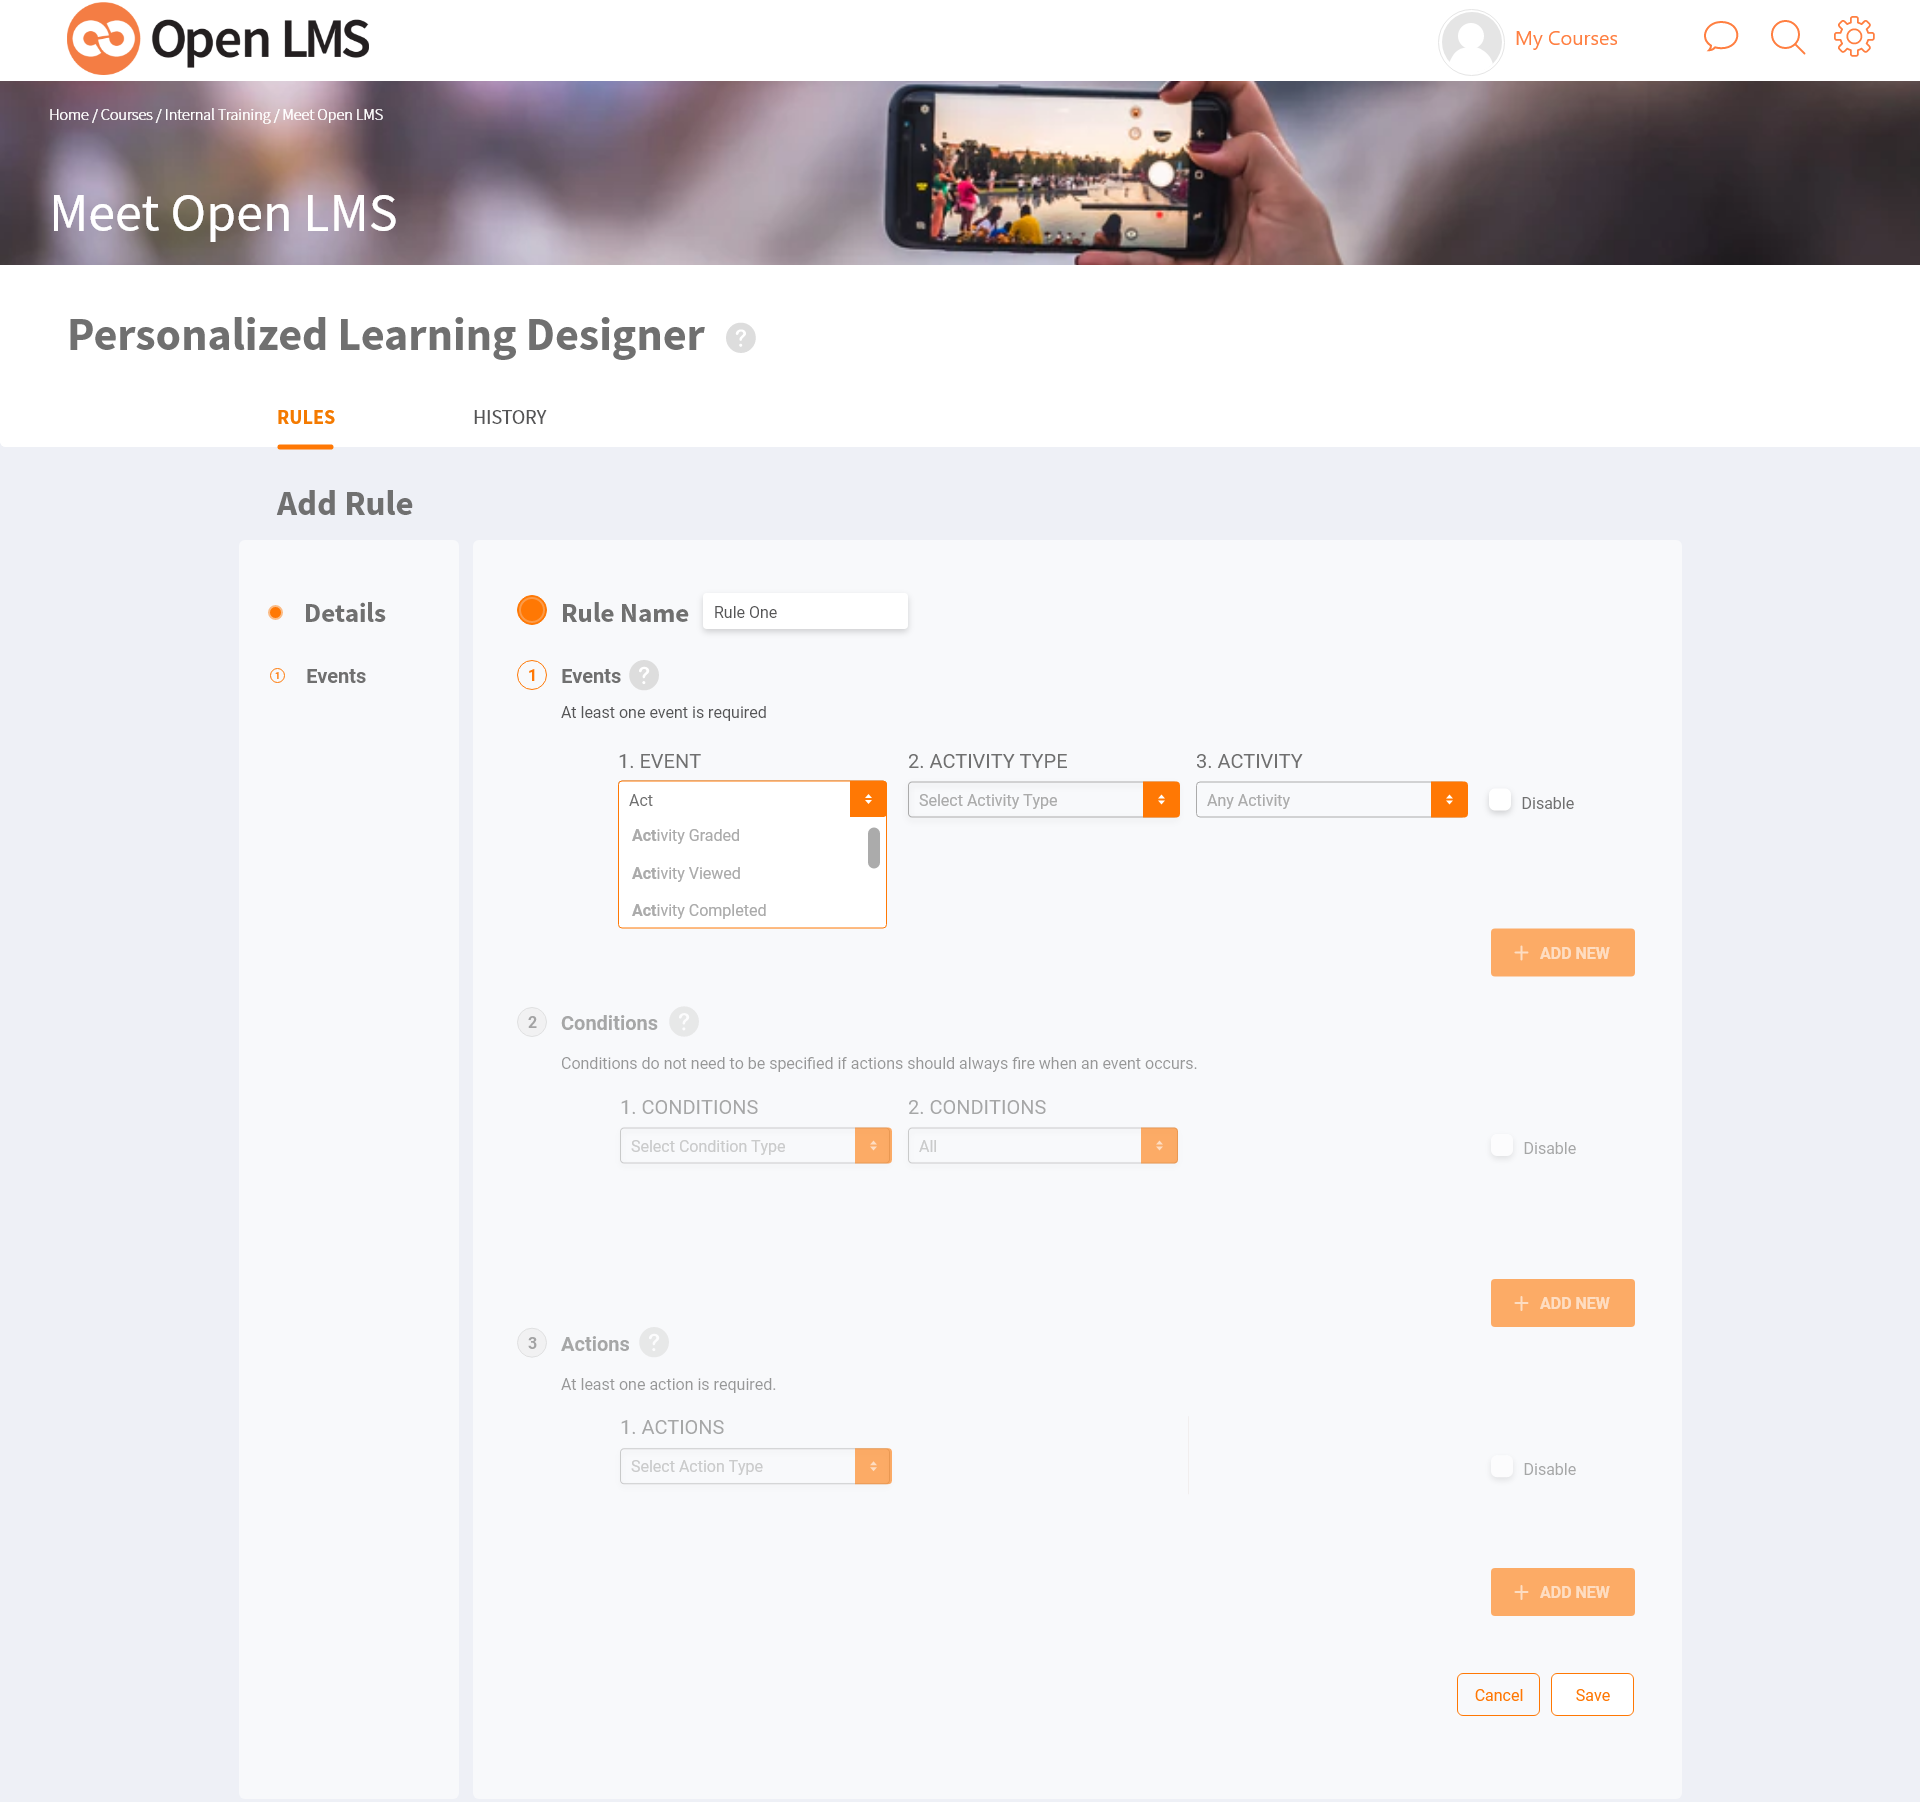 Open LMS
My Courses
Home / Courses / Internal Training / Meet Open LMS
Meet Open LMS
Personalized Learning Designer ?
RULES
HISTORY
Add Rule
Details
1 Events
Rule Name Rule One
1 Events ?
At least one event is required
1. EVENT 2. ACTIVITY TYPE 3. ACTIVITY
Act Select Activity Type Any Activity Disable
Activity Graded
Activity Viewed
Activity Completed
+ ADD NEW
2 Conditions ?
Conditions do not need to be specified if actions should always fire when an event occurs.
1. CONDITIONS 2. CONDITIONS
Select Condition Type All Disable
+ ADD NEW
3 Actions ?
At least one action is required.
1. ACTIONS
Select Action Type Disable
+ ADD NEW
Cancel Save